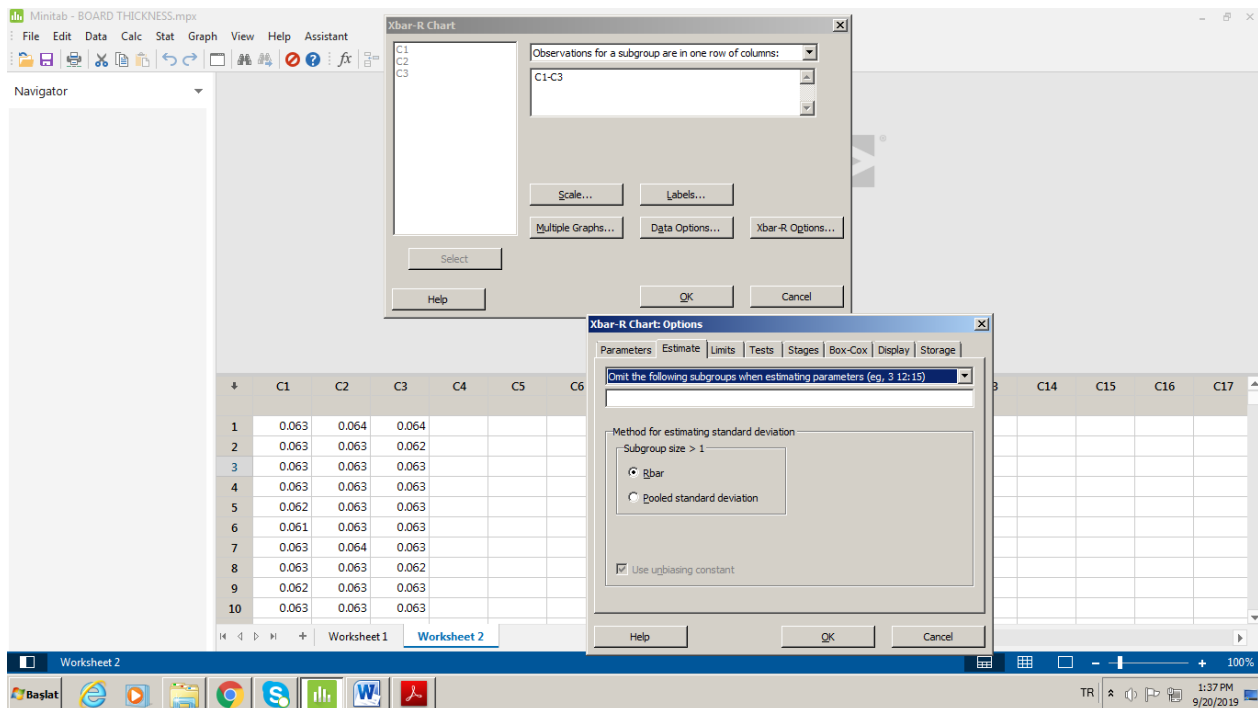 Minitab - BOARD THICKNESS.mpx
File Edit Data Calc Stat Graph View Help Assistant
fx
Navigator
Xbar-R Chart
C1
C2
C3
Observations for a subgroup are in one row of columns:
C1-C3
Scale... Labels...
Multiple Graphs... Data Options... Xbar-R Options...
Select
Help OK Cancel
Xbar-R Chart: Options
Parameters Estimate Limits Tests Stages Box-Cox Display Storage
Omit the following subgroups when estimating parameters (eg, 3 12:15)
Method for estimating standard deviation
Subgroup size > 1
Rbar
Pooled standard deviation
Use unbiasing constant
Help OK Cancel
C1 C2 C3 C4 C5 C6 3 C14 C15 C16 C17
1 0.063 0.064 0.064
2 0.063 0.063 0.062
3 0.063 0.063 0.063
4 0.063 0.063 0.063
5 0.062 0.063 0.063
6 0.061 0.063 0.063
7 0.063 0.064 0.063
8 0.063 0.063 0.062
9 0.062 0.063 0.063
10 0.063 0.063 0.063
+ Worksheet 1 Worksheet 2
Worksheet 2 - + 100%
Başlat TR 1:37 PM
9/20/2019